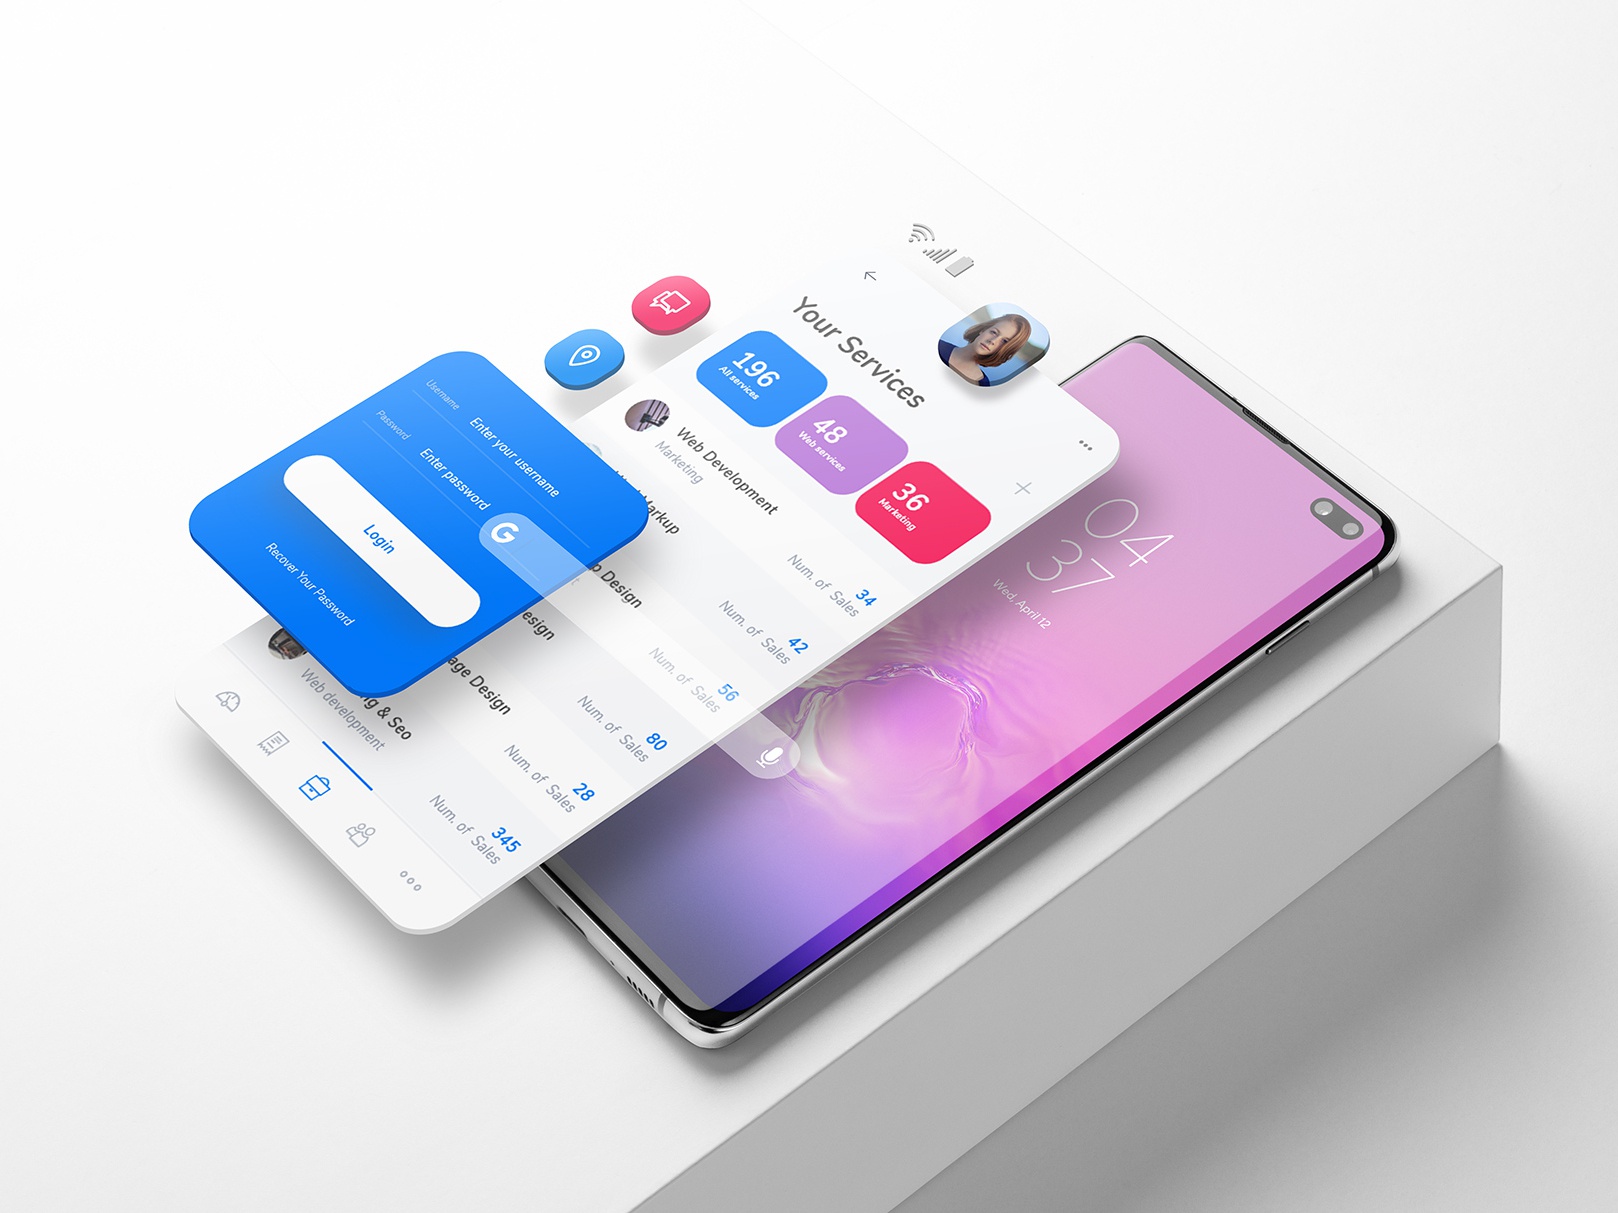 Your Services
196
All services
48
Web services
36
Marketing
Web Development
Marketing
Num. of Sales
34
Markup
Num. of Sales
42
Design
Num. of Sales
56
Design
Num. of Sales
80
Design
Num. of Sales
28
& Seo
Web development
Num. of Sales
345
Username
Enter your username
Password
Enter password
Login
Recover Your Password
G
04
37
Wed, April 12